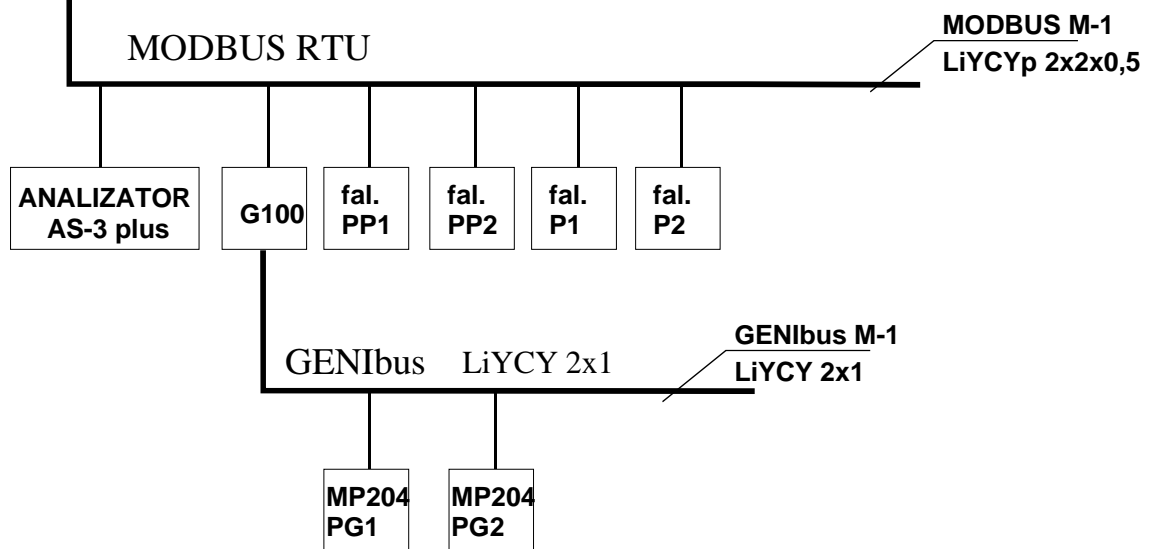 MODBUS RTU
MODBUS M-1
LiYCYp 2x2x0,5
ANALIZATOR
AS-3 plus
G100
fal.
PP1
fal.
PP2
fal.
P1
fal.
P2
GENIbus LiYCY 2x1
GENIbus M-1
LiYCY 2x1
MP204
PG1
MP204
PG2